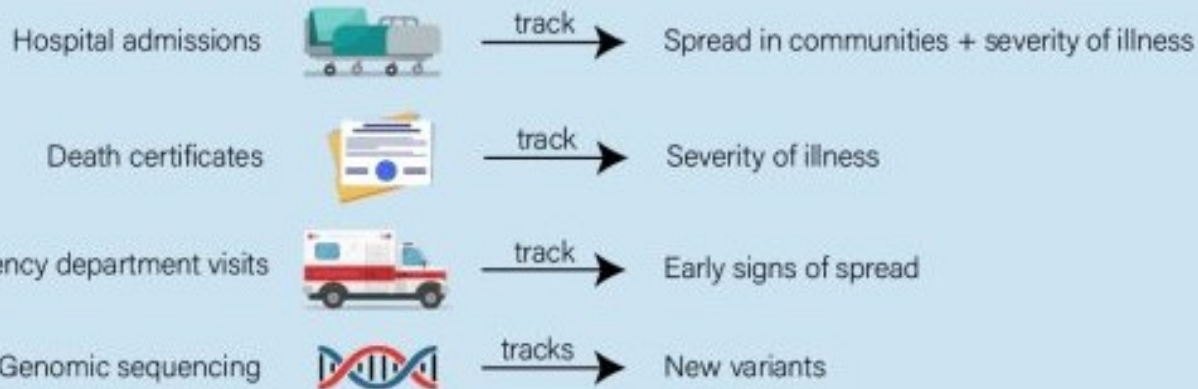 Hospital admissions track Spread in communities + severity of illness
Death certificates track Severity of illness
ency department visits track Early signs of spread
Genomic sequencing tracks New variants